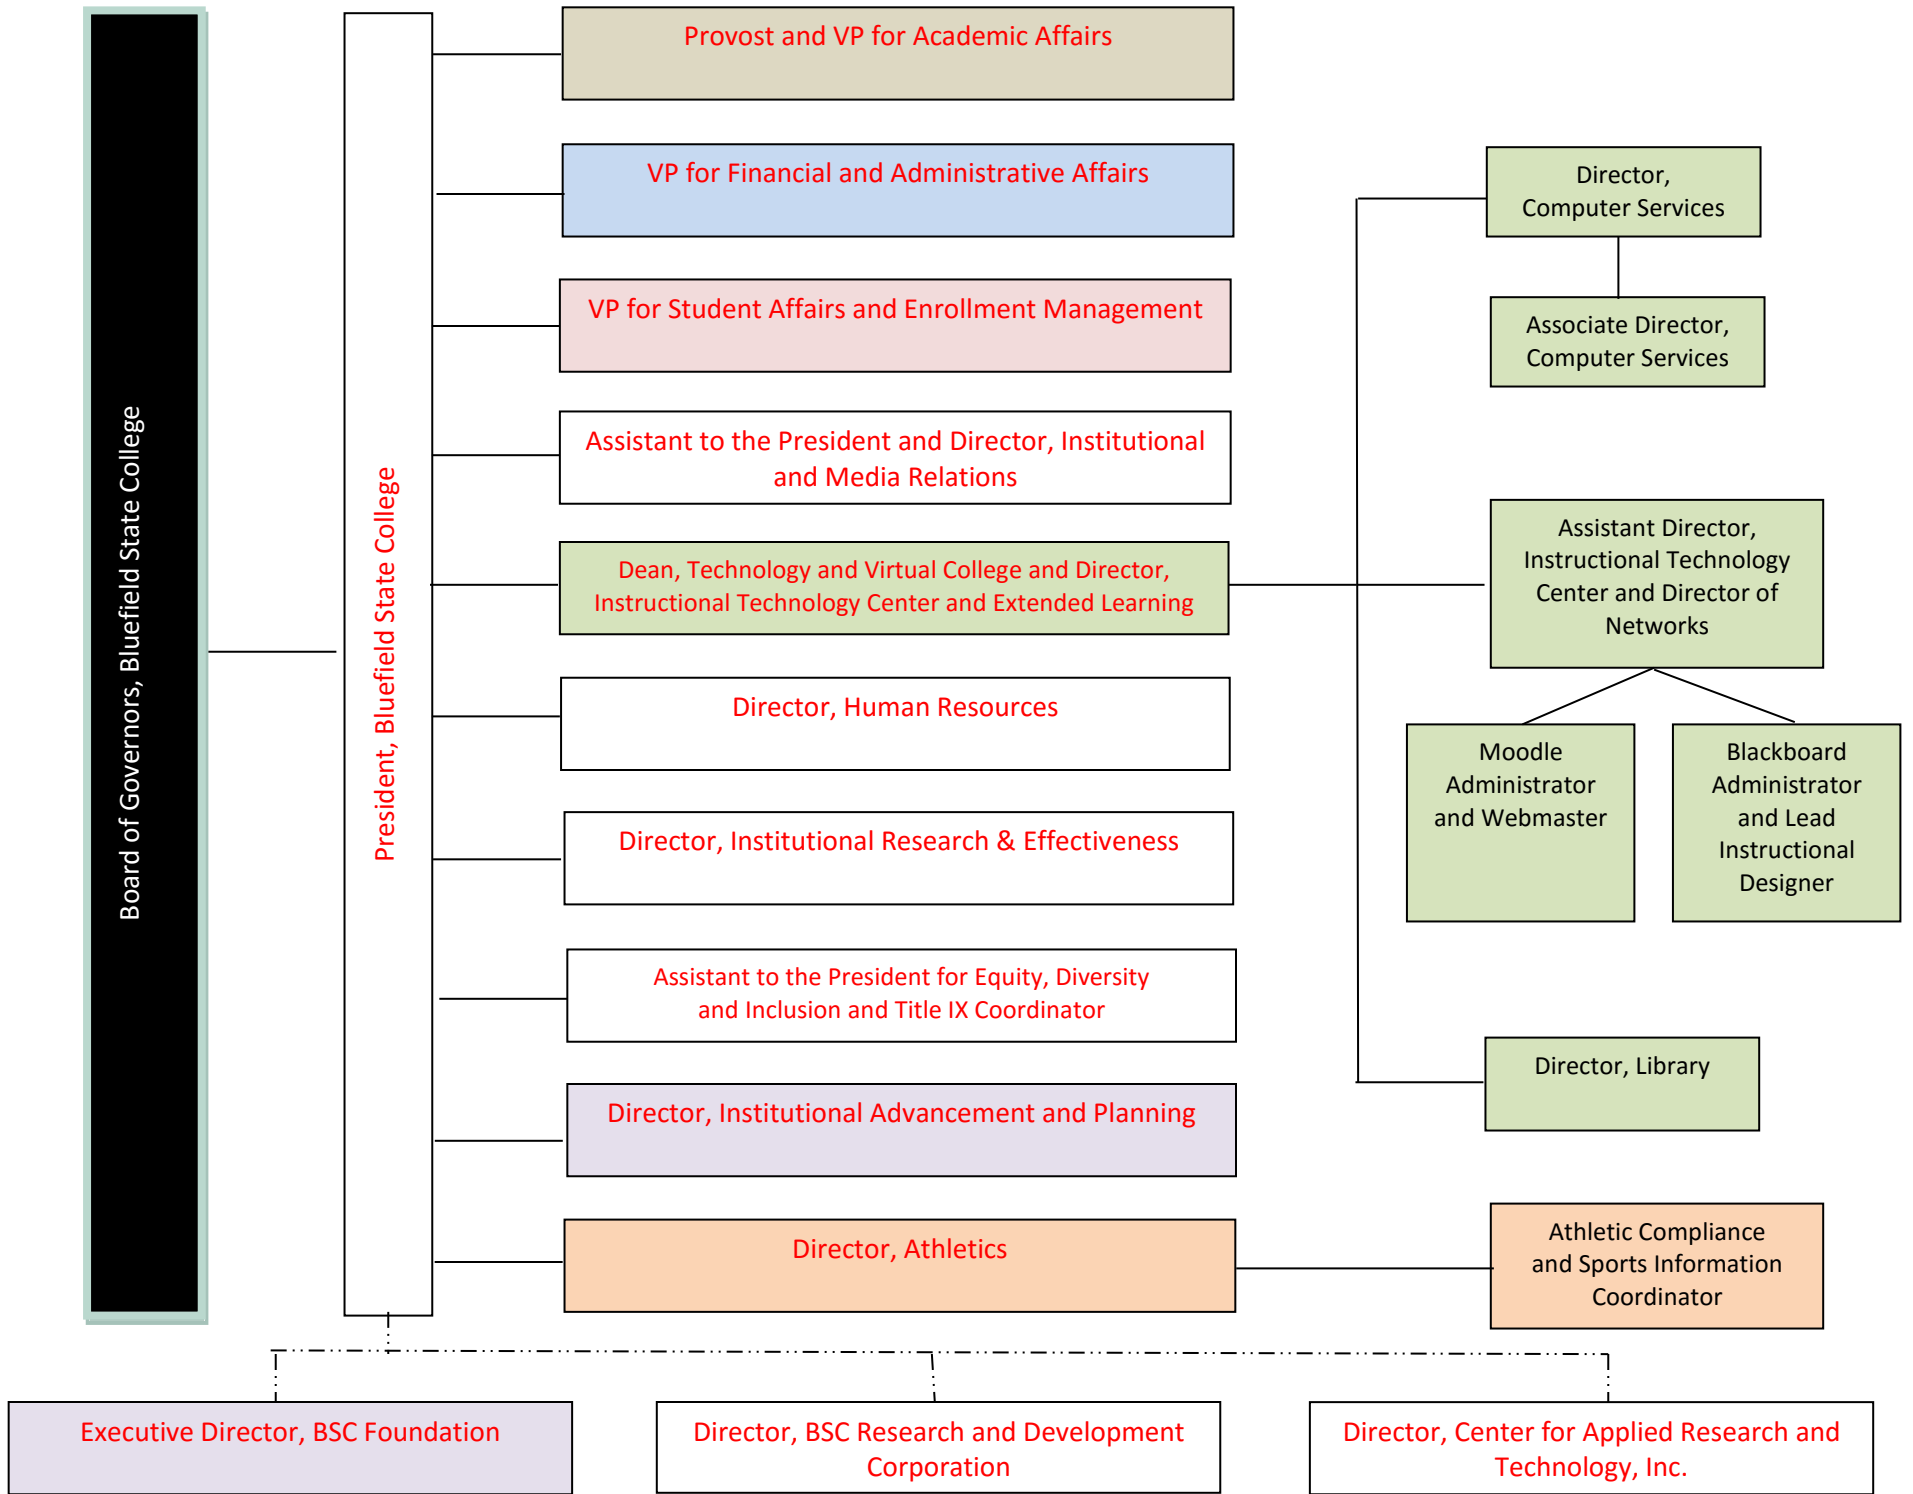 Board of Governors, Bluefield State College
President, Bluefield State College
Provost and VP for Academic Affairs
VP for Financial and Administrative Affairs
VP for Student Affairs and Enrollment Management
Assistant to the President and Director, Institutional
and Media Relations
Dean, Technology and Virtual College and Director,
Instructional Technology Center and Extended Learning
Director, Human Resources
Director, Institutional Research & Effectiveness
Assistant to the President for Equity, Diversity
and Inclusion and Title IX Coordinator
Director, Institutional Advancement and Planning
Director, Athletics
Director,
Computer Services
Associate Director,
Computer Services
Assistant Director,
Instructional Technology
Center and Director of
Networks
Moodle
Administrator
and Webmaster
Blackboard
Administrator
and Lead
Instructional
Designer
Director, Library
Athletic Compliance
and Sports Information
Coordinator
Executive Director, BSC Foundation
Director, BSC Research and Development
Corporation
Director, Center for Applied Research and
Technology, Inc.